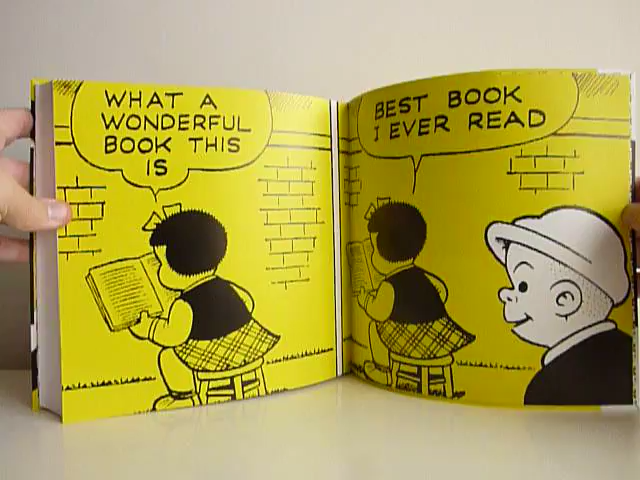 WHAT A
WONDERFUL
BOOK THIS
IS
BEST BOOK
I EVER READ